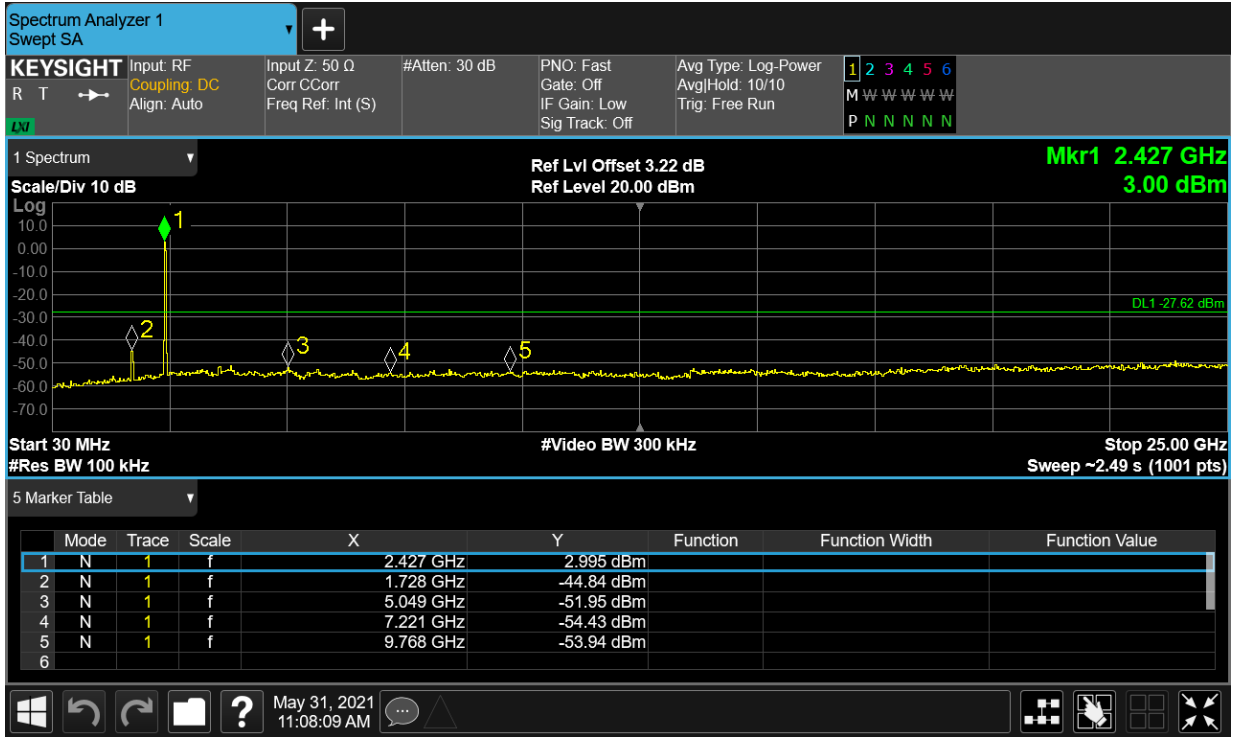 Spectrum Analyzer 1
Swept SA
KEYSIGHT Input: RF Input Z: 50 Ω #Atten: 30 dB PNO: Fast Avg Type: Log-Power 1 2 3 4 5 6
R T Coupling: DC Corr CCorr Gate: Off Avg|Hold: 10/10 M W W W W W
Align: Auto Freq Ref: Int (S) IF Gain: Low Trig: Free Run P N N N N N
LXI Sig Track: Off
1 Spectrum Ref Lvl Offset 3.22 dB Mkr1 2.427 GHz
Scale/Div 10 dB Ref Level 20.00 dBm 3.00 dBm
Log
10.0 1
0.00
-10.0
-20.0
DL1 -27.62 dBm
-30.0
2
-40.0
3 4 5
-50.0
-60.0
-70.0
Start 30 MHz #Video BW 300 kHz Stop 25.00 GHz
#Res BW 100 kHz Sweep ~2.49 s (1001 pts)
5 Marker Table
Mode Trace Scale X Y Function Function Width Function Value
1 N 1 f 2.427 GHz 2.995 dBm
2 N 1 f 1.728 GHz -44.84 dBm
3 N 1 f 5.049 GHz -51.95 dBm
4 N 1 f 7.221 GHz -54.43 dBm
5 N 1 f 9.768 GHz -53.94 dBm
6
? May 31, 2021
11:08:09 AM